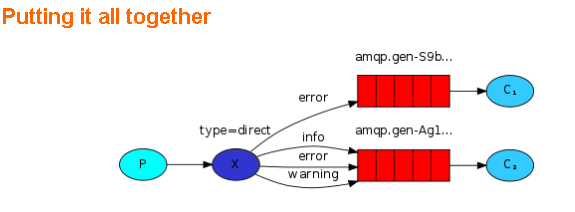 Putting it all together
amqp.gen-S9b...
C₁
error
type=direct
amqp.gen-Ag1...
info
error
warning
P
X
C₂